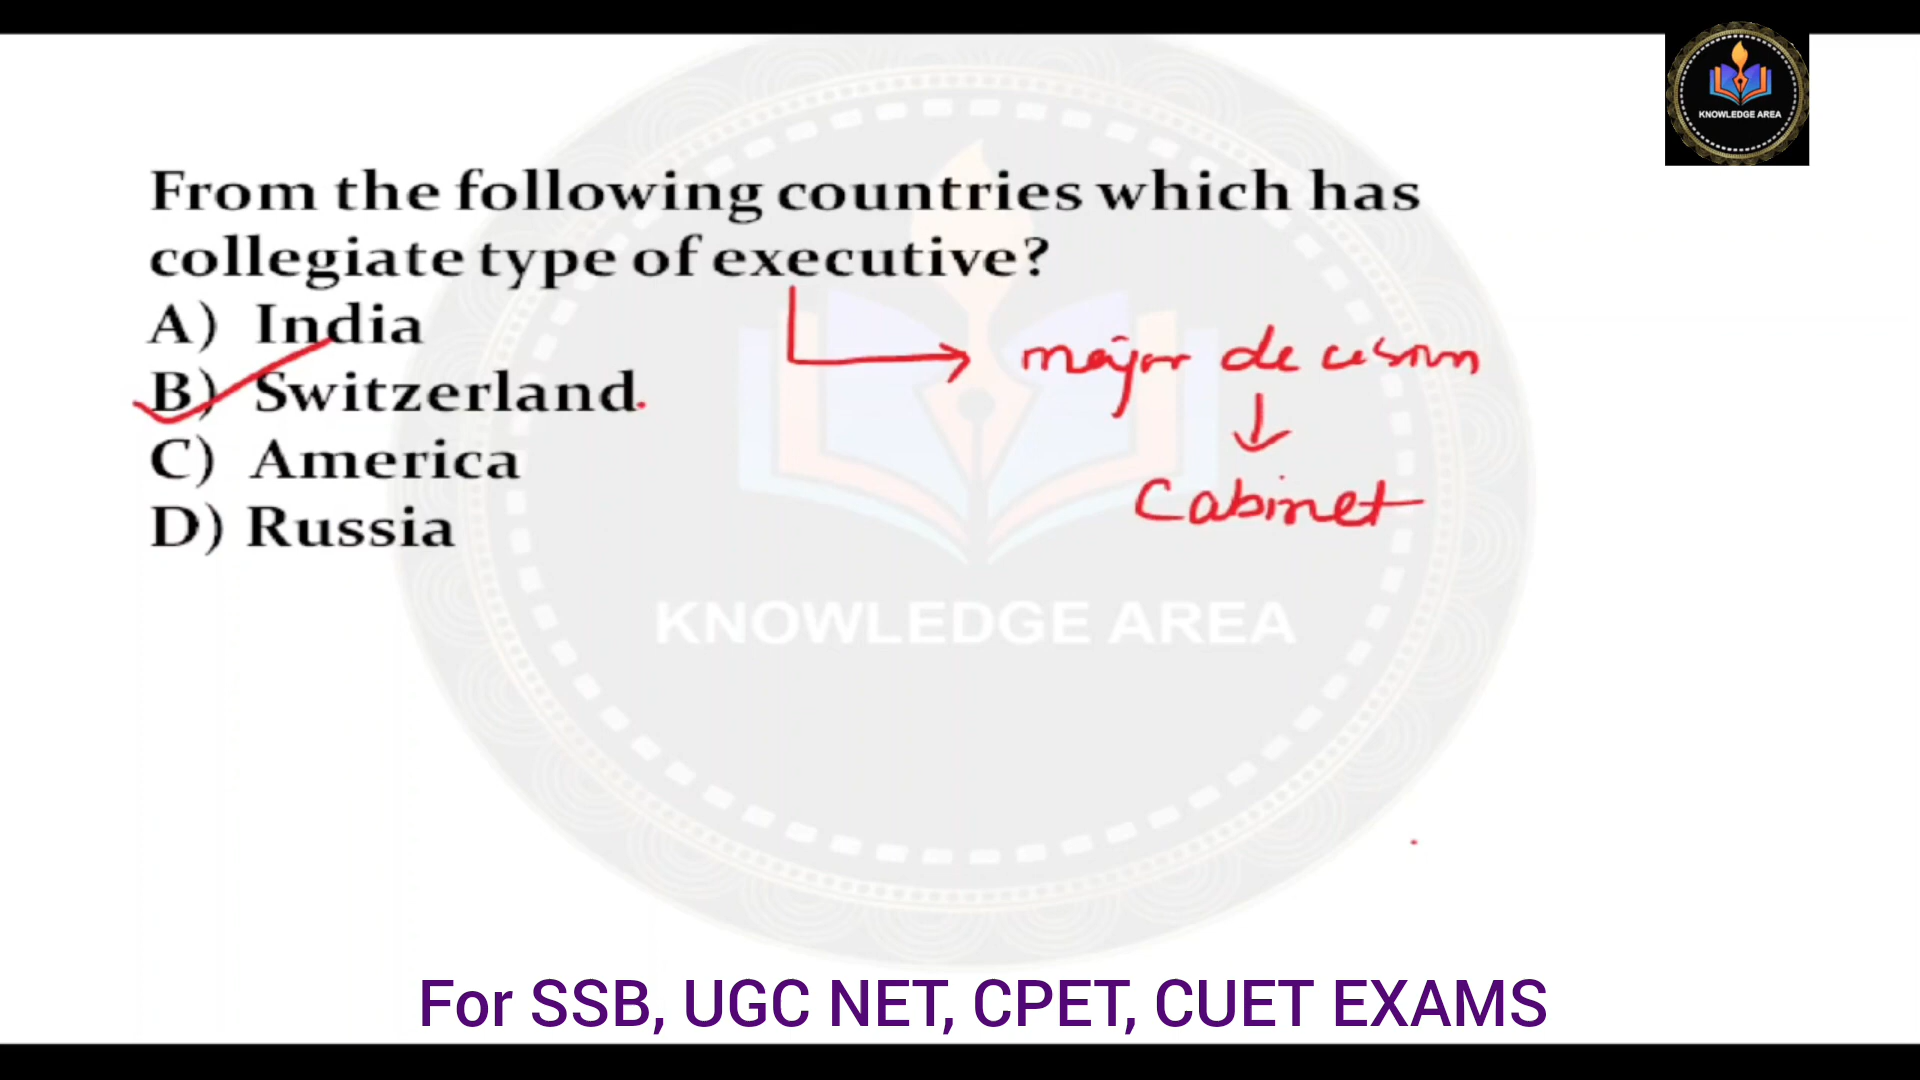 KNOWLEDGE AREA
From the following countries which has
collegiate type of executive?
A) India
B) Switzerland
C) America
D) Russia
major decision
Cabinet
KNOWLEDGE AREA
For SSB, UGC NET, CPET, CUET EXAMS